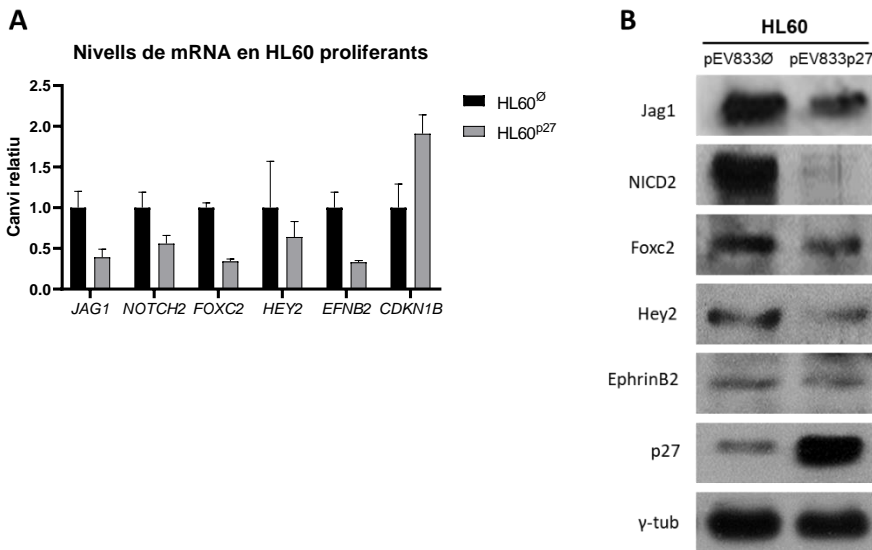 A
Nivells de mRNA en HL60 proliferants
Canvi relatiu
2.5
2.0
1.5
1.0
0.5
0.0
JAG1 NOTCH2 FOXC2 HEY2 EFNB2 CDKN1B
HL60Ø
HL60p27
B
HL60
pEV833Ø pEV833p27
Jag1
NICD2
Foxc2
Hey2
EphrinB2
p27
γ-tub